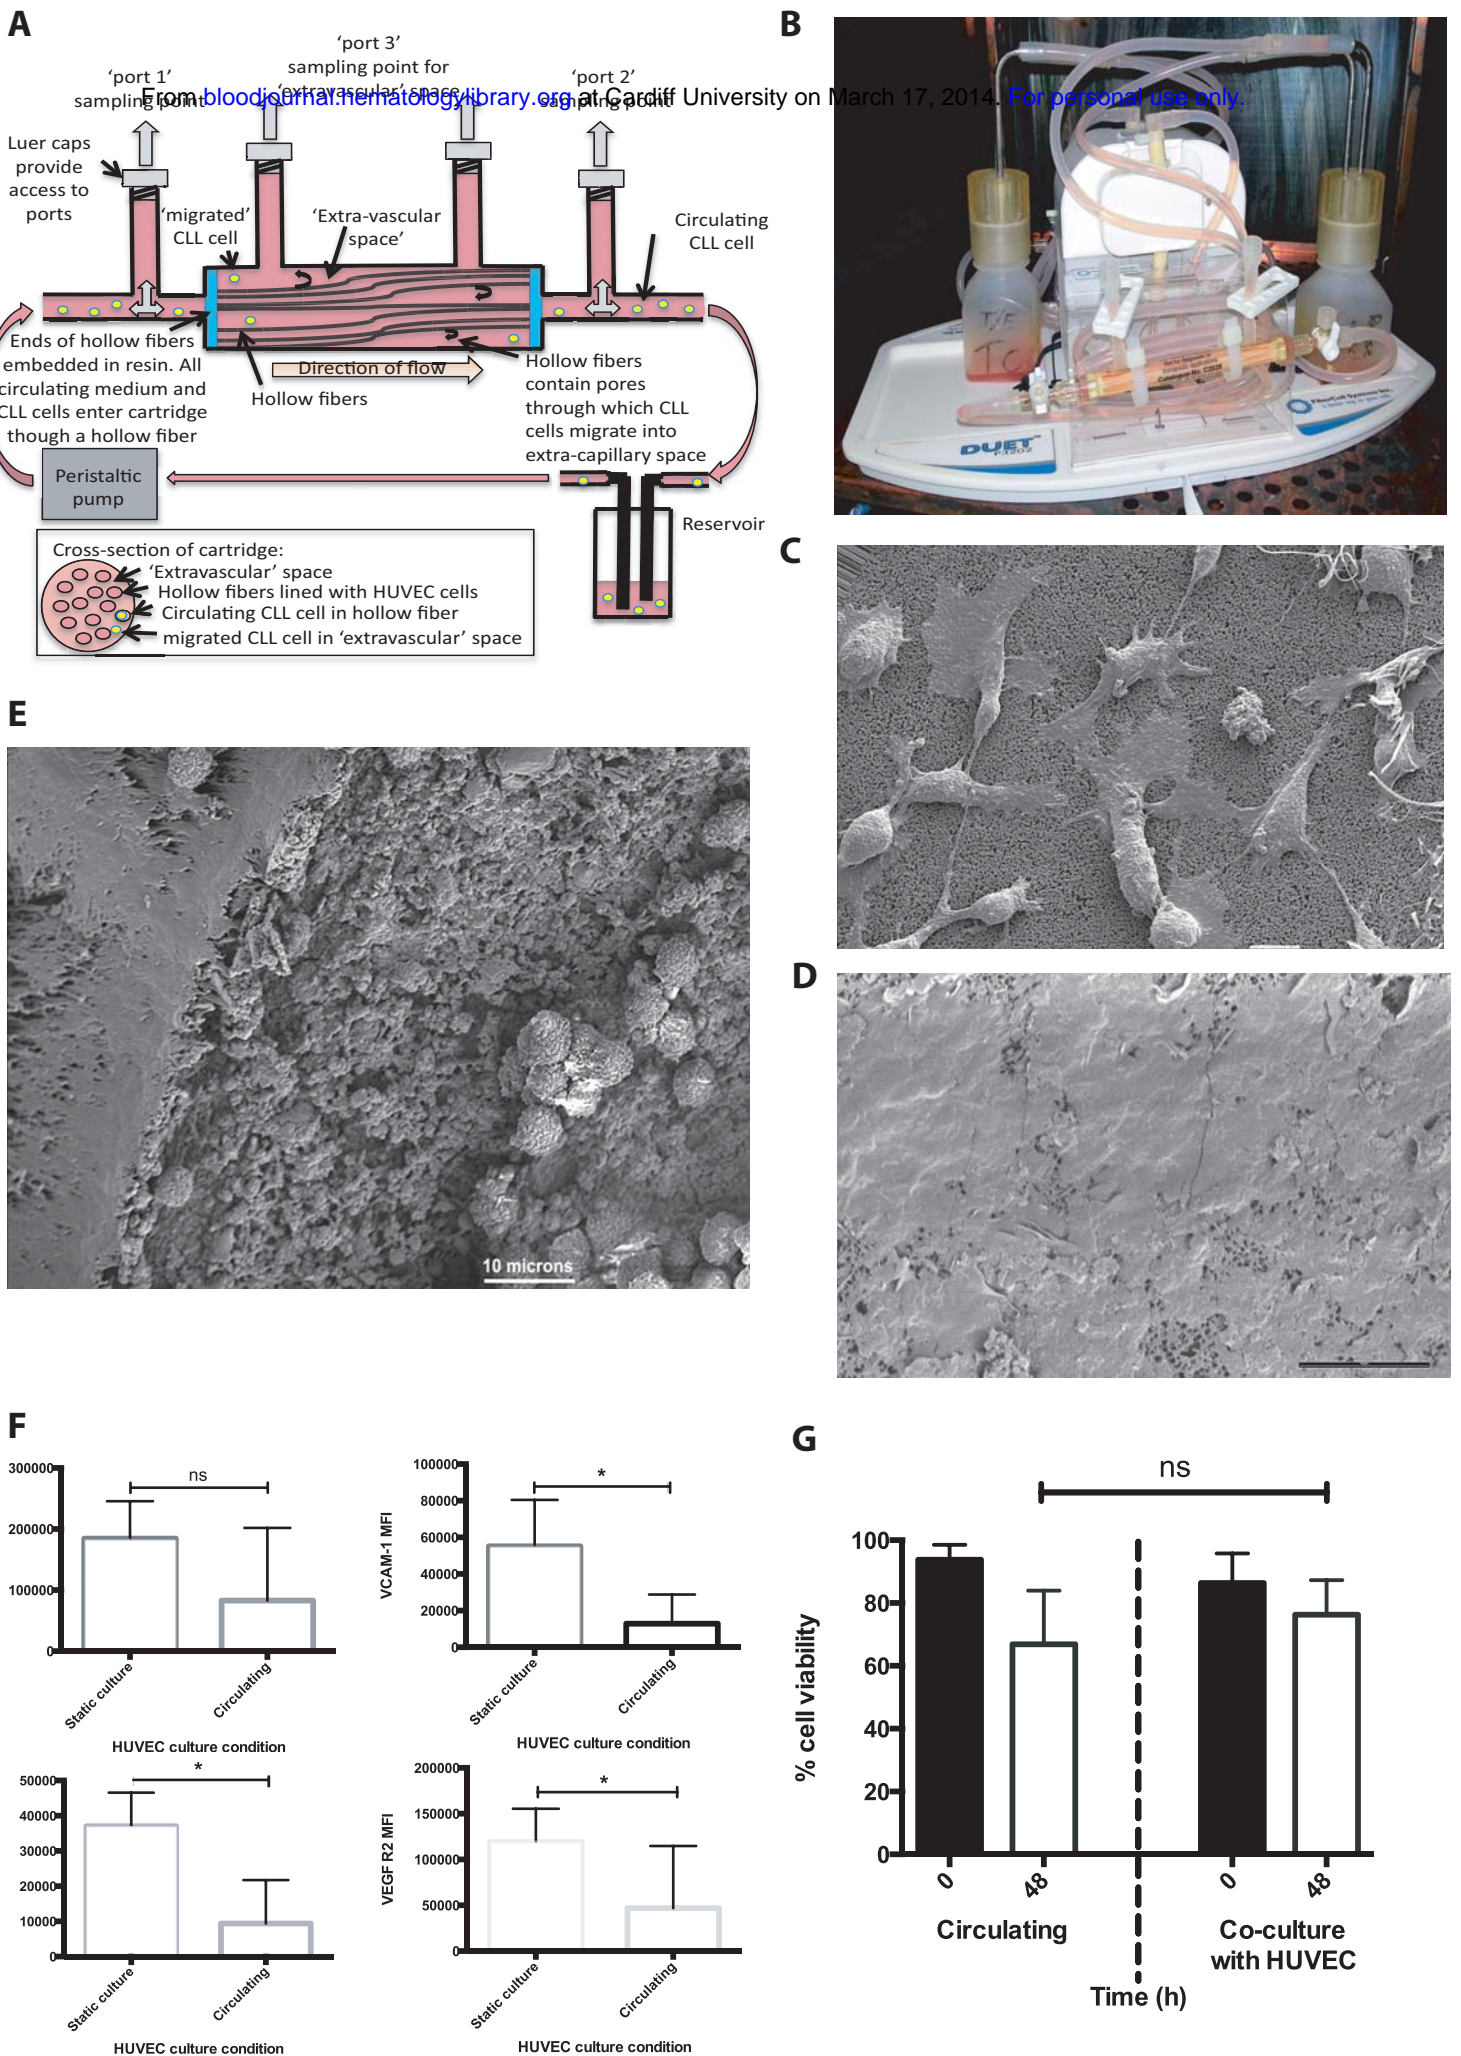 A
'port 1'
sampling point
'port 3'
sampling point for
'extravascular' space
'port 2'
sampling point
From bloodjournal.hematologylibrary.org at Cardiff University on March 17, 2014. For personal use only.
Luer caps
provide
access to
ports
'migrated'
CLL cell
'Extra-vascular
space'
Circulating
CLL cell
Ends of hollow fibers
embedded in resin. All
circulating medium and
CLL cells enter cartridge
though a hollow fiber
Direction of flow
Hollow fibers
Hollow fibers
contain pores
through which CLL
cells migrate into
extra-capillary space
Peristaltic
pump
Reservoir
Cross-section of cartridge:
'Extravascular' space
Hollow fibers lined with HUVEC cells
Circulating CLL cell in hollow fiber
migrated CLL cell in 'extravascular' space
B
DUET
P3202
FiberCell Systems Inc.
Catalogue No. C2025
C
D
E
10 microns
F
300000
200000
100000
0
ns
Static culture
Circulating
HUVEC culture condition
VCAM-1 MFI
100000
80000
60000
40000
20000
0
*
Static culture
Circulating
HUVEC culture condition
50000
40000
30000
20000
10000
0
*
Static culture
Circulating
HUVEC culture condition
VEGF R2 MFI
200000
150000
100000
50000
0
*
Static culture
Circulating
HUVEC culture condition
G
ns
% cell viability
100
80
60
40
20
0
0
48
0
48
Circulating
Co-culture
with HUVEC
Time (h)